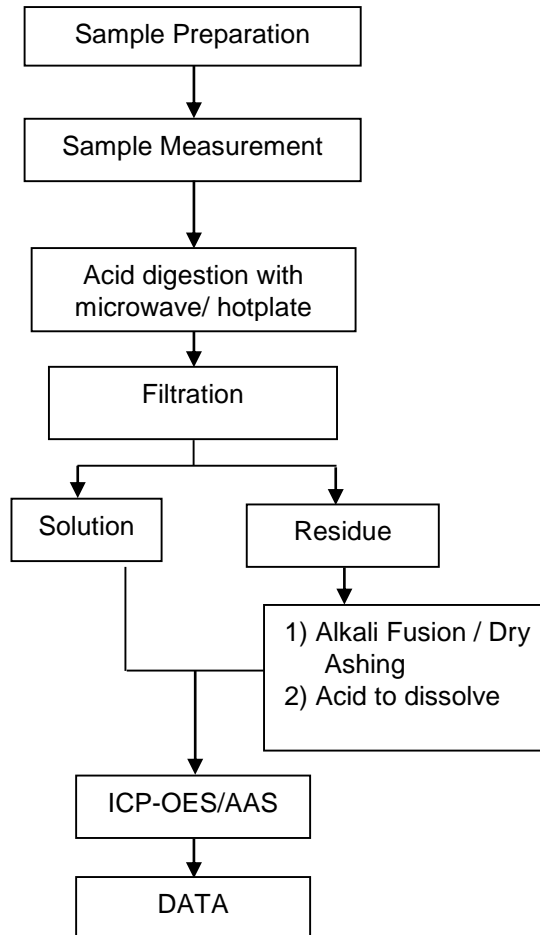 Sample Preparation
Sample Measurement
Acid digestion with
microwave/ hotplate
Filtration
Solution
Residue
1) Alkali Fusion / Dry
Ashing
2) Acid to dissolve
ICP-OES/AAS
DATA